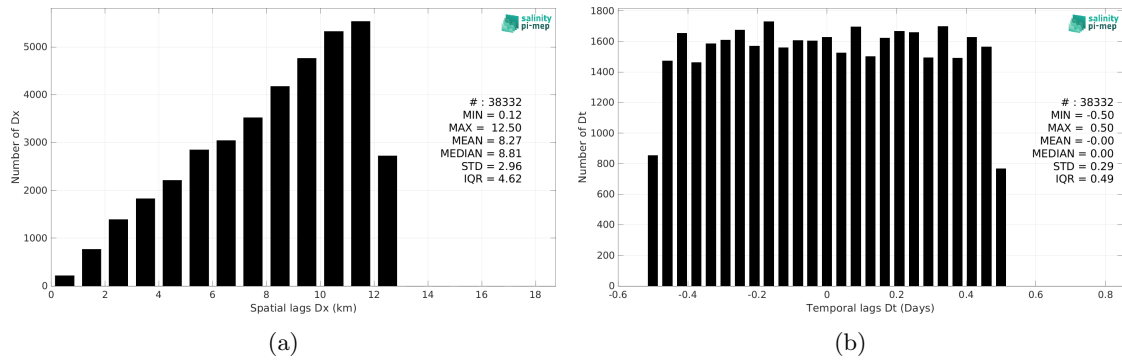 salinity
pi-mep
# : 38332
MIN = 0.12
MAX = 12.50
MEAN = 8.27
MEDIAN = 8.81
STD = 2.96
IQR = 4.62
Number of Dx
5000
4000
3000
2000
1000
0
0 2 4 6 8 10 12 14 16 18
Spatial lags Dx (km)
(a)
salinity
pi-mep
# : 38332
MIN = -0.50
MAX = 0.50
MEAN = -0.00
MEDIAN = 0.00
STD = 0.29
IQR = 0.49
Number of Dt
1800
1600
1400
1200
1000
800
600
400
200
0
-0.6 -0.4 -0.2 0 0.2 0.4 0.6 0.8
Temporal lags Dt (Days)
(b)